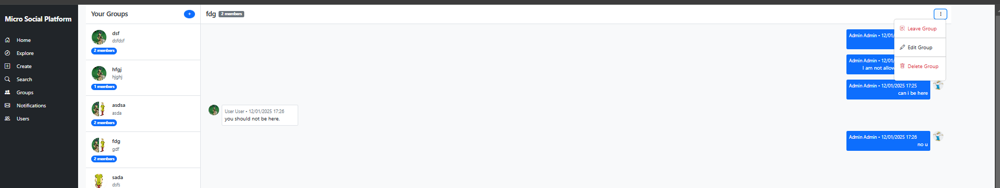 Micro Social Platform
Home
Explore
Create
Search
Groups
Notifications
Users
Your Groups
+
dsf
dsfdsf
2 members
hfgj
hjghj
1 members
asdsa
asda
2 members
fdg
gdf
2 members
sada
dsfs
fdg 2 members
Leave Group
Edit Group
Delete Group
Admin Admin • 12/01/
Admin Admin • 12/01/
I am not allow
Admin Admin • 12/01/2025 17:25
can i be here
User User • 12/01/2025 17:26
you should not be here.
Admin Admin • 12/01/2025 17:26
no u